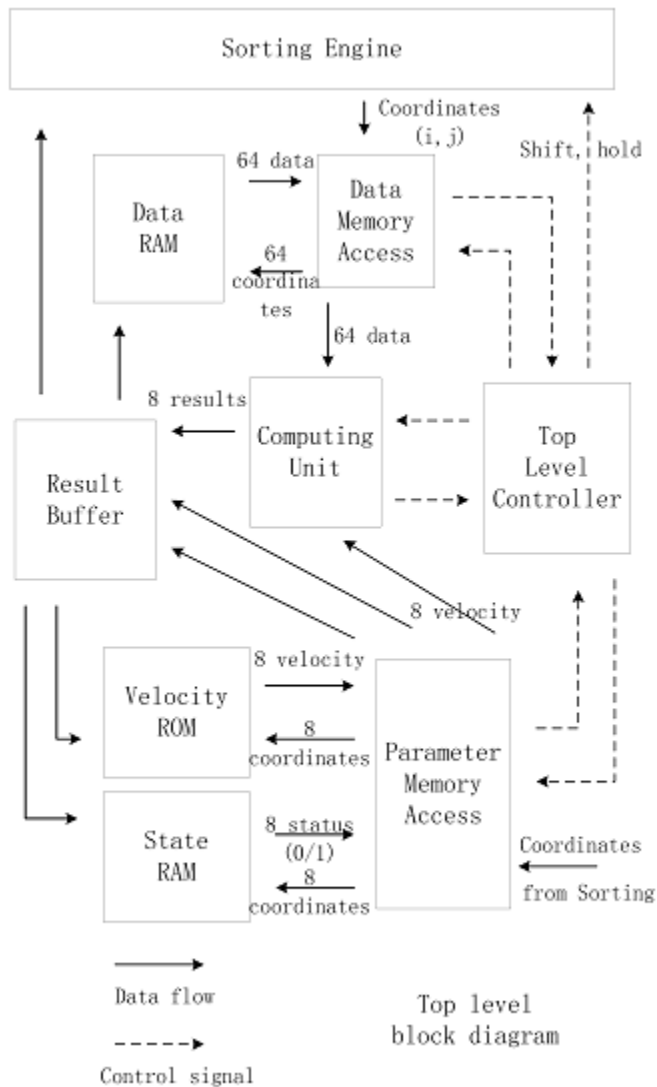 Sorting Engine
Coordinates
(i,j)
Shift, hold
64 data
Data
RAM
Data
Memory
Access
64
coordina
tes
64 data
8 results
Computing
Unit
Top
Level
Controller
Result
Buffer
8 velocity
8 velocity
Velocity
ROM
8
coordinates
Parameter
Memory
Access
8 status
(0/1)
State
RAM
8
coordinates
Coordinates
from Sorting
Data flow
Top level
block diagram
Control signal